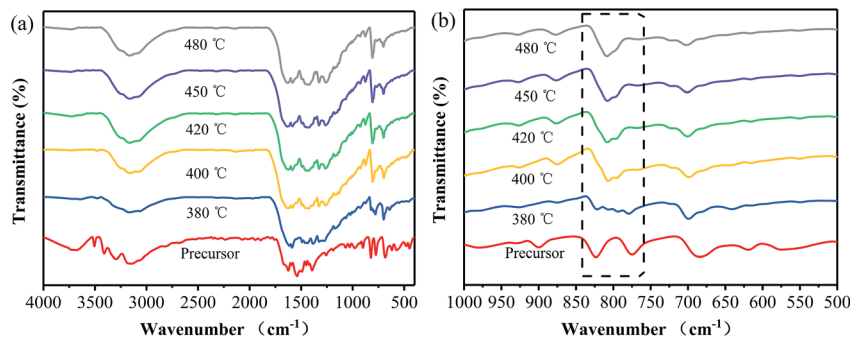 (a)
Transmittance (%)
480 ℃
450 ℃
420 ℃
400 ℃
380 ℃
Precursor
4000 3500 3000 2500 2000 1500 1000 500
Wavenumber （cm-1）
(b)
Transmittance (%)
480 ℃
450 ℃
420 ℃
400 ℃
380 ℃
Precursor
1000 950 900 850 800 750 700 650 600 550 500
Wavenumber （cm-1）